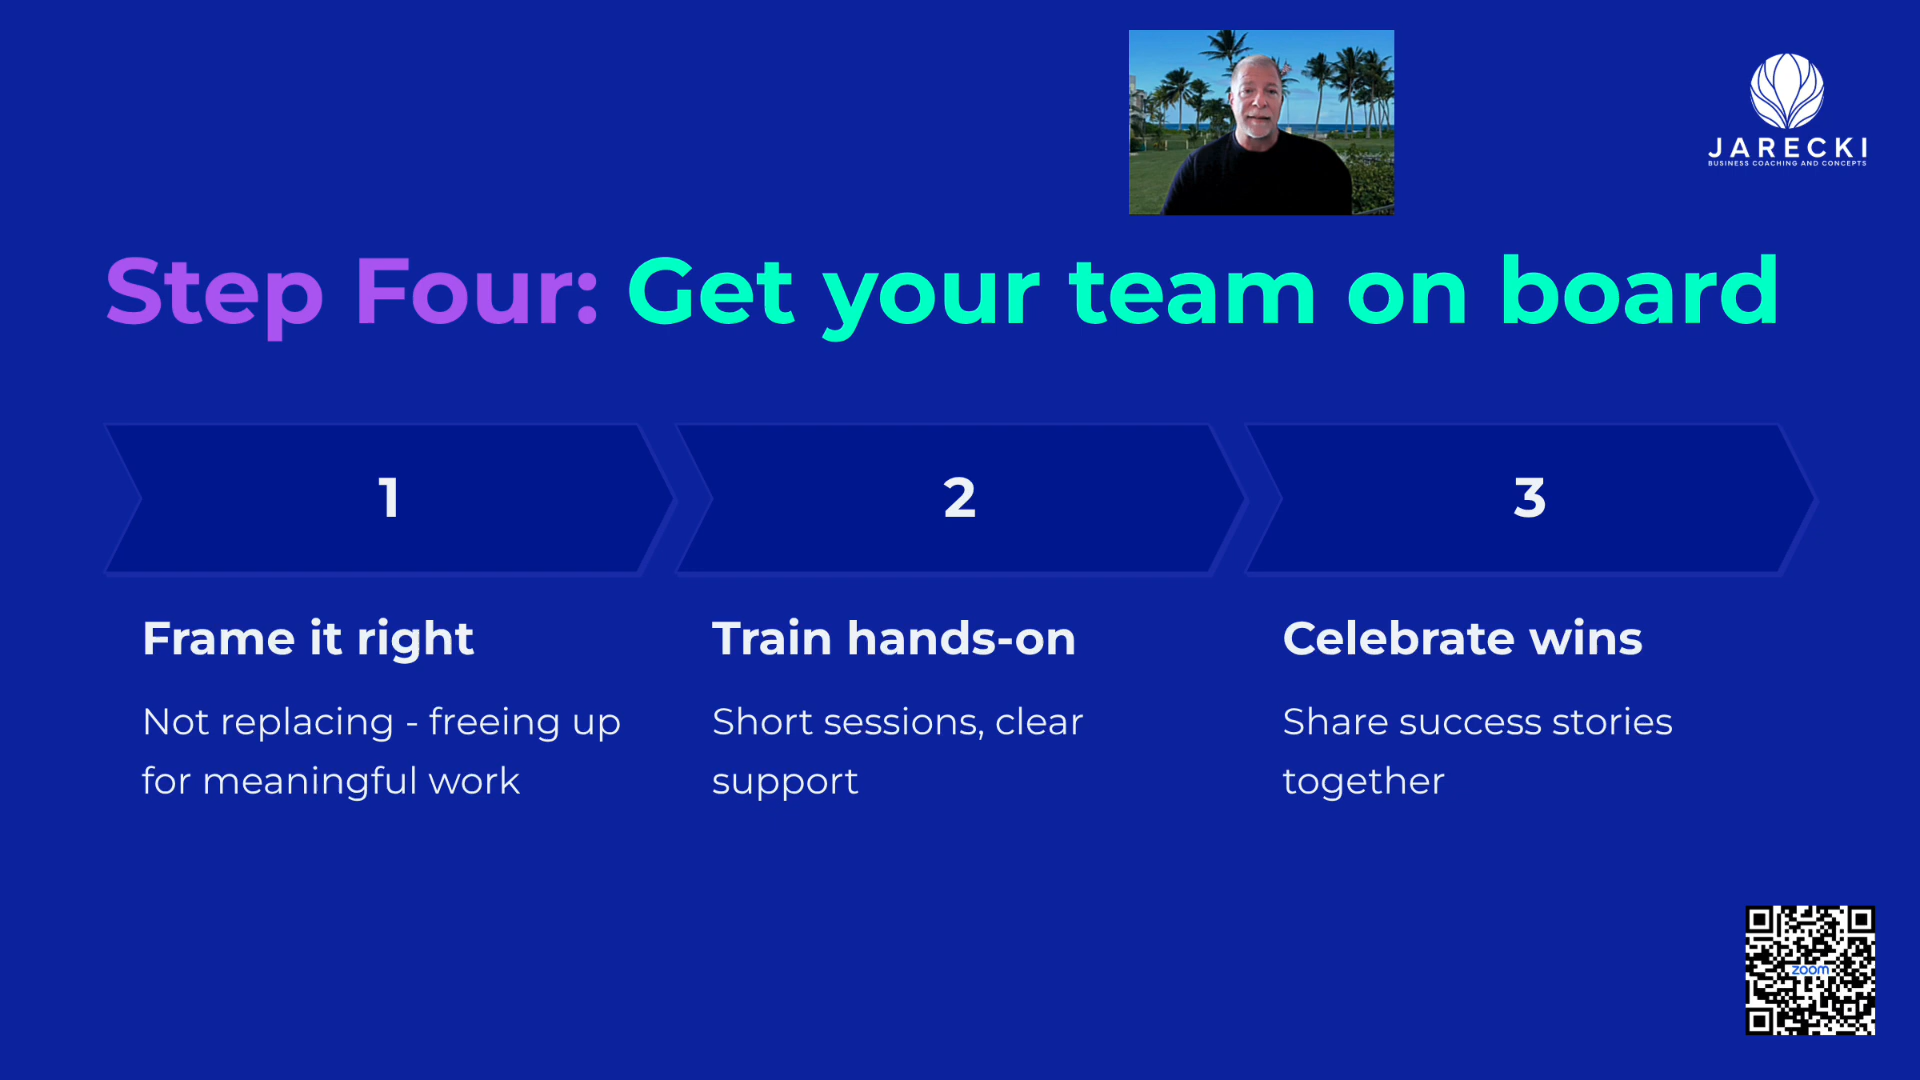 JARECKI
BUSINESS COACHING AND CONCEPTS
Step Four: Get your team on board
1
2
3
Frame it right
Not replacing - freeing up
for meaningful work
Train hands-on
Short sessions, clear
support
Celebrate wins
Share success stories
together
zoom